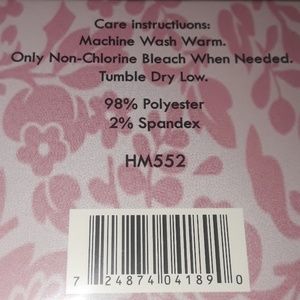 Care instructiuons:
Machine Wash Warm.
Only Non-Chlorine Bleach When Needed.
Tumble Dry Low.
98% Polyester
2% Spandex
HM552
7 24874 04189 0